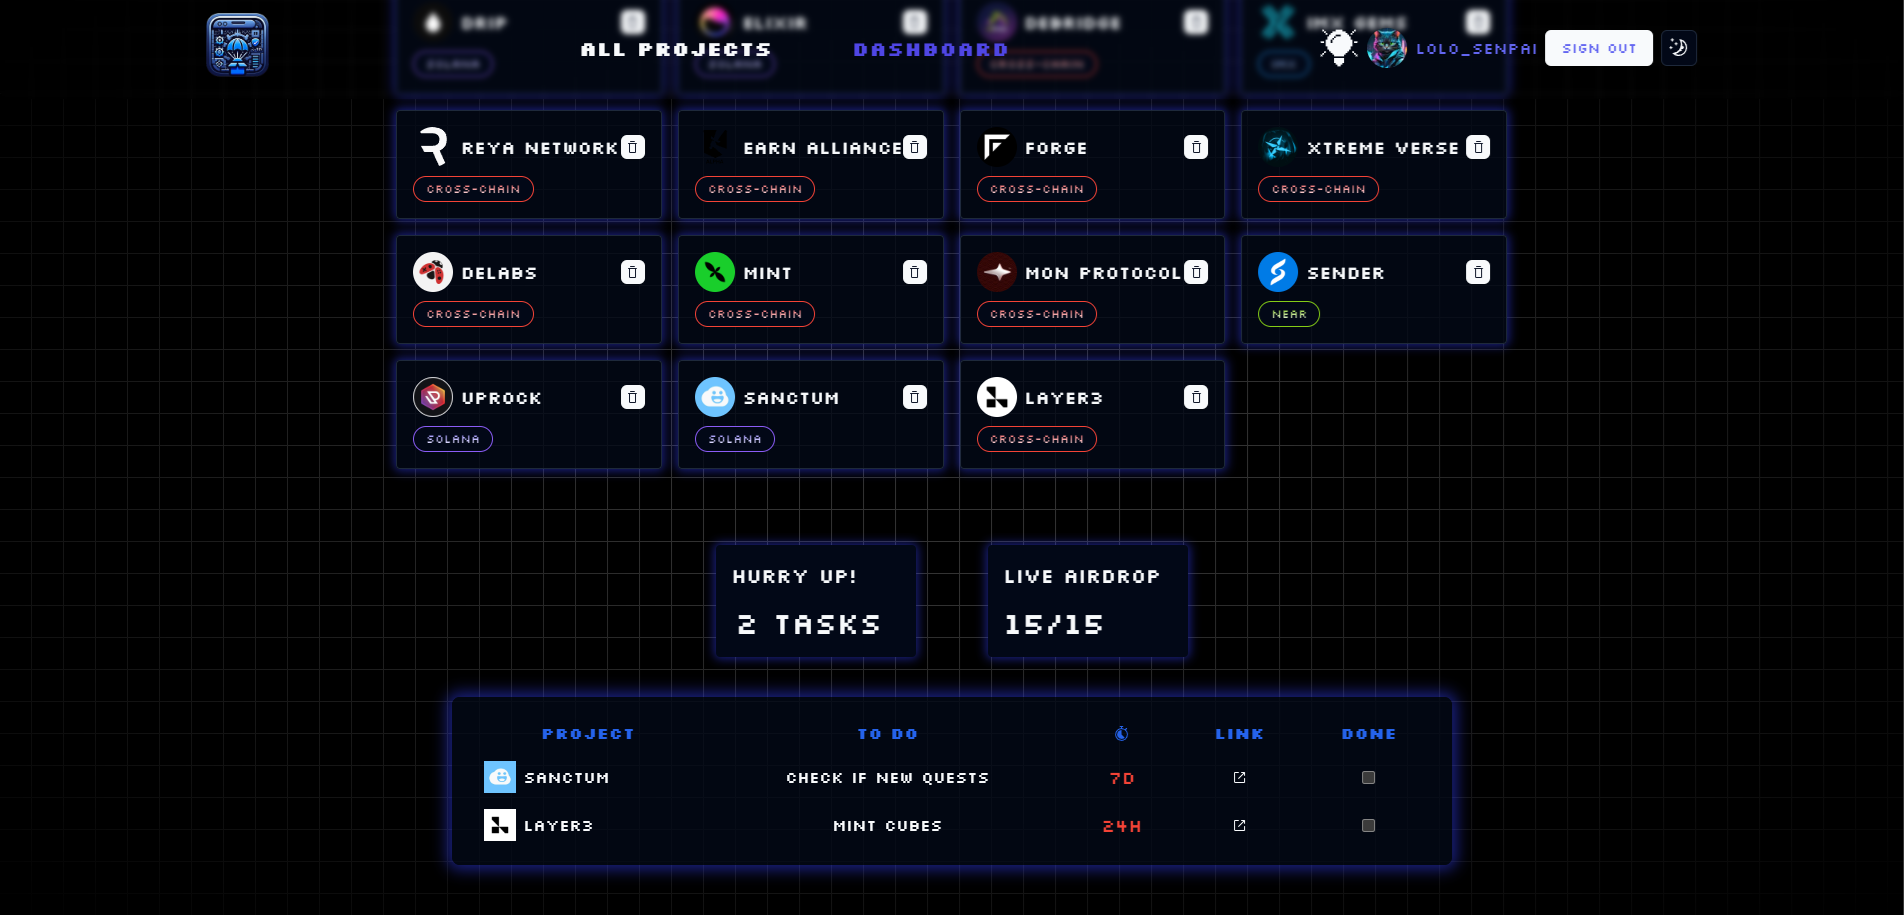 DRIP
ELIXIR
DEBRIDGE
IMX GEMS
ALL PROJECTS
DASHBOARD
LOLO_SENPAI
SIGN OUT
SOLANA
SOLANA
CROSS-CHAIN
IMX
REYA NETWORK
EARN ALLIANCE
FORGE
XTREME VERSE
CROSS-CHAIN
CROSS-CHAIN
CROSS-CHAIN
CROSS-CHAIN
DELABS
MINT
MON PROTOCOL
SENDER
CROSS-CHAIN
CROSS-CHAIN
CROSS-CHAIN
NEAR
UPROCK
SANCTUM
LAYER3
SOLANA
SOLANA
CROSS-CHAIN
HURRY UP!
LIVE AIRDROP
2 TASKS
15/15
PROJECT
TO DO
LINK
DONE
SANCTUM
CHECK IF NEW QUESTS
7D
LAYER3
MINT CUBES
24H